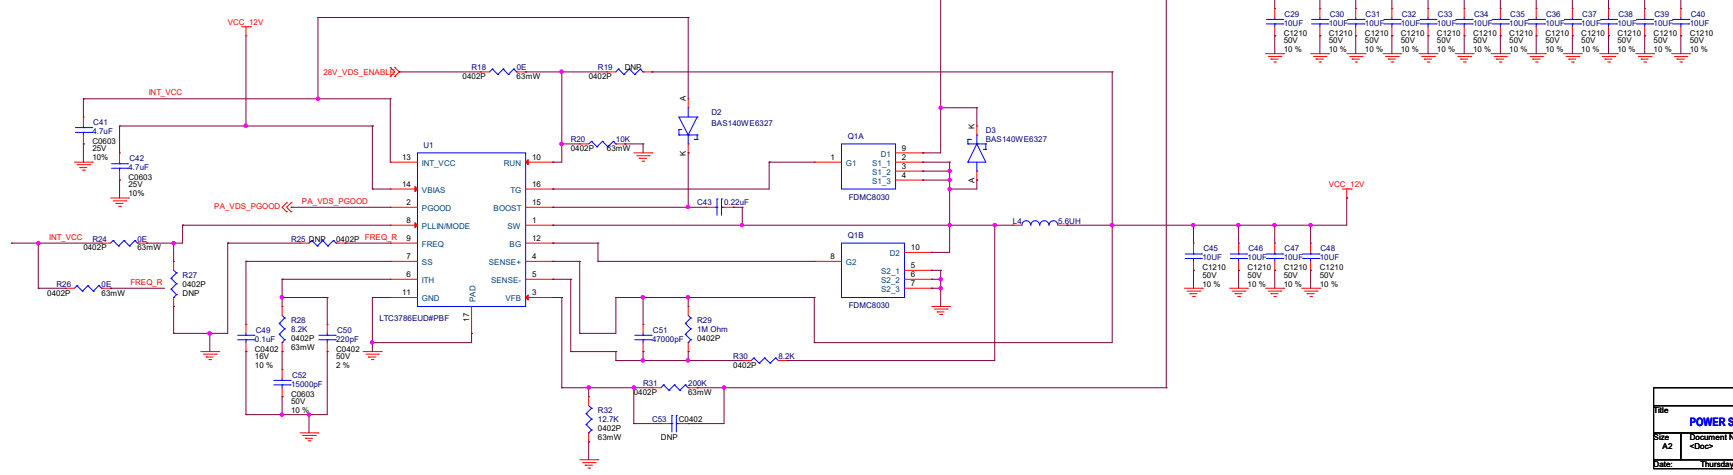 VCC_12V
28V_VDS_ENABLE
R18
0E
0402P
63mW
R19
DNP
0402P
INT_VCC
C41
4.7uF
C0603
25V
10%
C42
4.7uF
C0603
25V
10%
R20
10K
0402P
63mW
A
D2
BAS140WE6327
K
U1
13
INT_VCC
RUN
10
14
VBIAS
TG
16
PA_VDS_PGOOD
PA_VDS_PGOOD
2
PGOOD
BOOST
15
8
PLLIN/MODE
SW
1
9
FREQ
BG
12
7
SS
SENSE+
4
6
ITH
SENSE-
5
11
GND
VFB
3
PAD
17
LTC3786EUD#PBF
INT_VCC
R24
0E
0402P
63mW
R25
DNP
0402P
FREQ_R
R26
0E
0402P
63mW
FREQ_R
R27
0402P
DNP
C49
0.1uF
C0402
16V
10 %
R28
8.2K
0402P
63mW
C50
220pF
C0402
50V
2 %
C52
15000pF
C0603
50V
10 %
C43
0.22uF
C51
47000pF
R29
1M Ohm
0402P
R30
8.2K
0402P
R31
200K
0402P
63mW
C53
C0402
DNP
R32
12.7K
0402P
63mW
Q1A
1
G1
D1
9
S1_1
2
S1_2
3
S1_3
4
FDMC8030
K
D3
BAS140WE6327
A
Q1B
8
G2
D2
10
S2_1
5
S2_2
6
S2_3
7
FDMC8030
L4
5.6UH
VCC_12V
C29
10UF
C1210
50V
10 %
C30
10UF
C1210
50V
10 %
C31
10UF
C1210
50V
10 %
C32
10UF
C1210
50V
10 %
C33
10UF
C1210
50V
10 %
C34
10UF
C1210
50V
10 %
C35
10UF
C1210
50V
10 %
C36
10UF
C1210
50V
10 %
C37
10UF
C1210
50V
10 %
C38
10UF
C1210
50V
10 %
C39
10UF
C1210
50V
10 %
C40
10UF
C1210
50V
10 %
C45
10UF
C1210
50V
10 %
C46
10UF
C1210
50V
10 %
C47
10UF
C1210
50V
10 %
C48
10UF
C1210
50V
10 %
Title
POWER S
Size
A2
Document N
<Doc>
Date:
Thursday